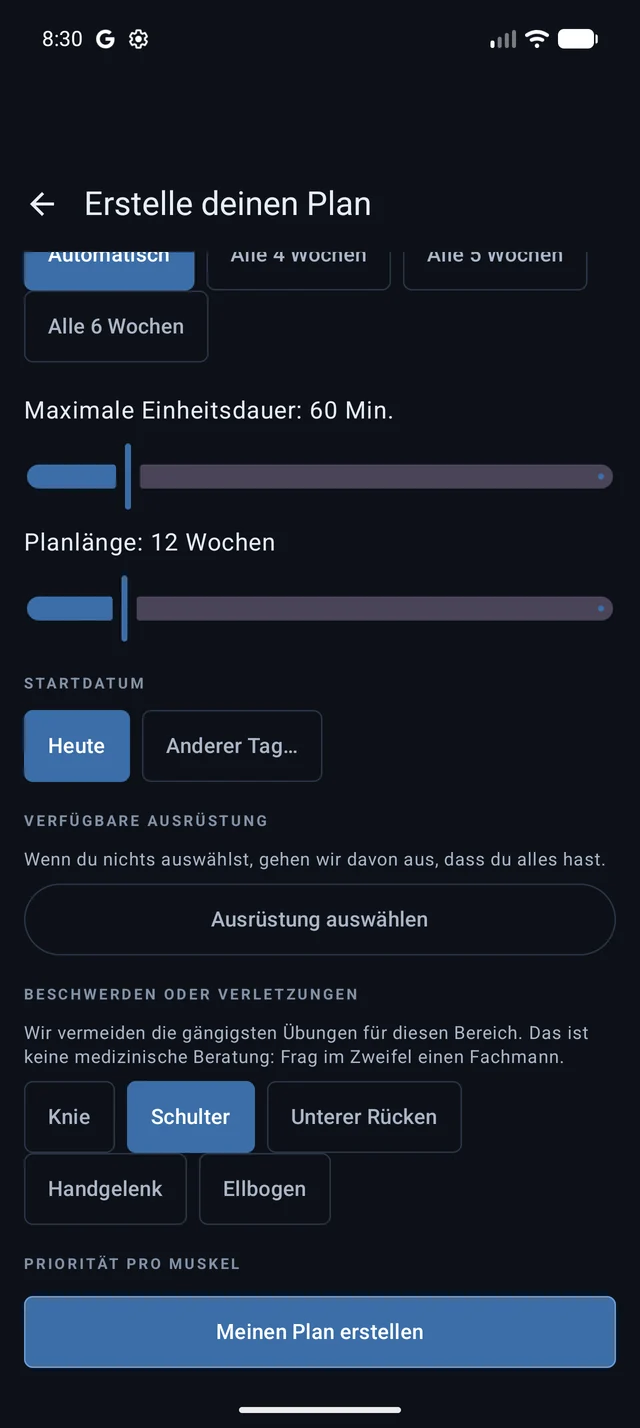 8:30
Erstelle deinen Plan
Automatisch Alle 4 Wochen Alle 5 Wochen
Alle 6 Wochen
Maximale Einheitsdauer: 60 Min.
Planlänge: 12 Wochen
STARTDATUM
Heute Anderer Tag…
VERFÜGBARE AUSRÜSTUNG
Wenn du nichts auswählst, gehen wir davon aus, dass du alles hast.
Ausrüstung auswählen
BESCHWERDEN ODER VERLETZUNGEN
Wir vermeiden die gängigsten Übungen für diesen Bereich. Das ist
keine medizinische Beratung: Frag im Zweifel einen Fachmann.
Knie Schulter Unterer Rücken
Handgelenk Ellbogen
PRIORITÄT PRO MUSKEL
Meinen Plan erstellen